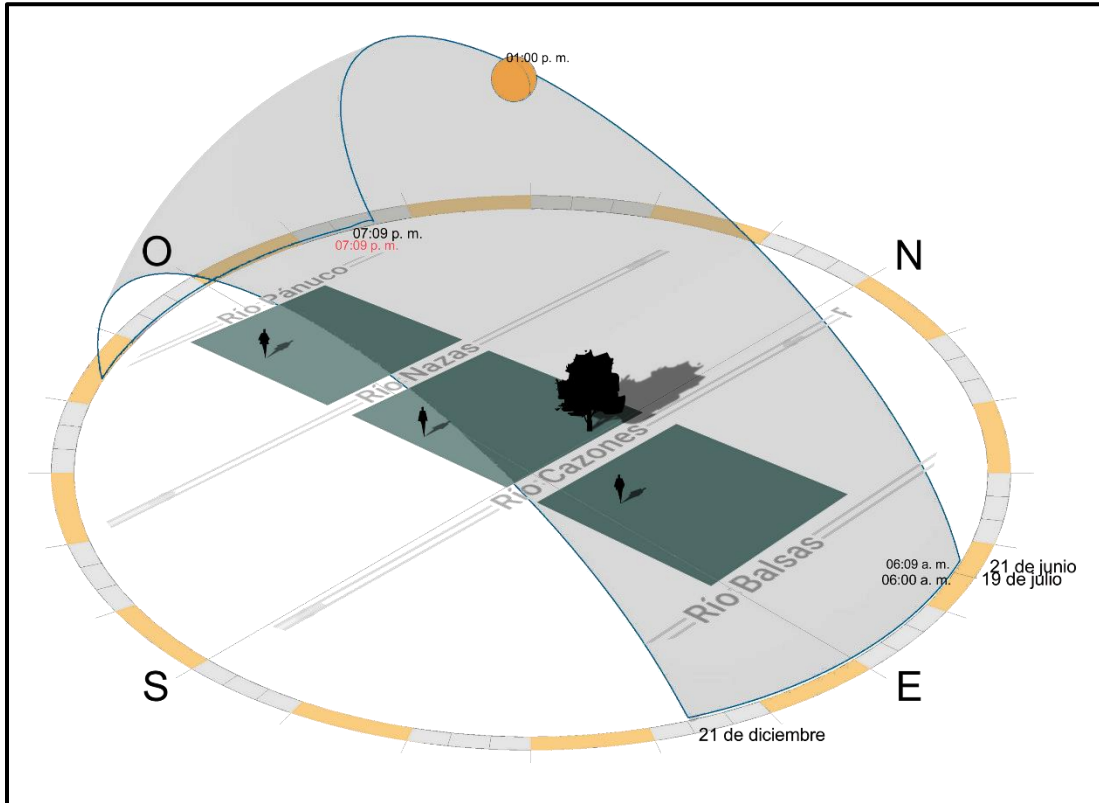 01:00 p. m.
O
N
07:09 p. m.
07:09 p. m.
Río Pánuco
Río Nazas
Río Cazones
Río Balsas
06:09 a. m.
21 de junio
06:00 a. m.
19 de julio
S
E
21 de diciembre